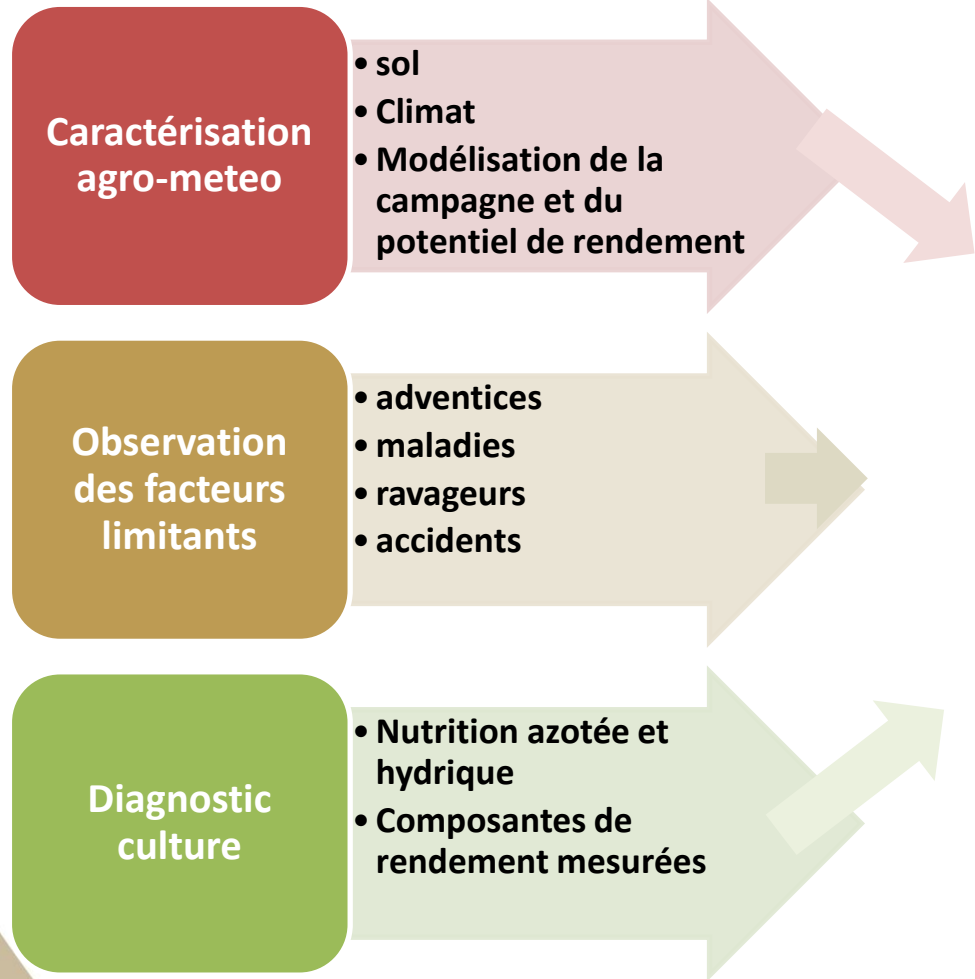 Caractérisation
agro-meteo
• sol
• Climat
• Modélisation de la
campagne et du
potentiel de rendement
Observation
des facteurs
limitants
• adventices
• maladies
• ravageurs
• accidents
Diagnostic
culture
• Nutrition azotée et
hydrique
• Composantes de
rendement mesurées